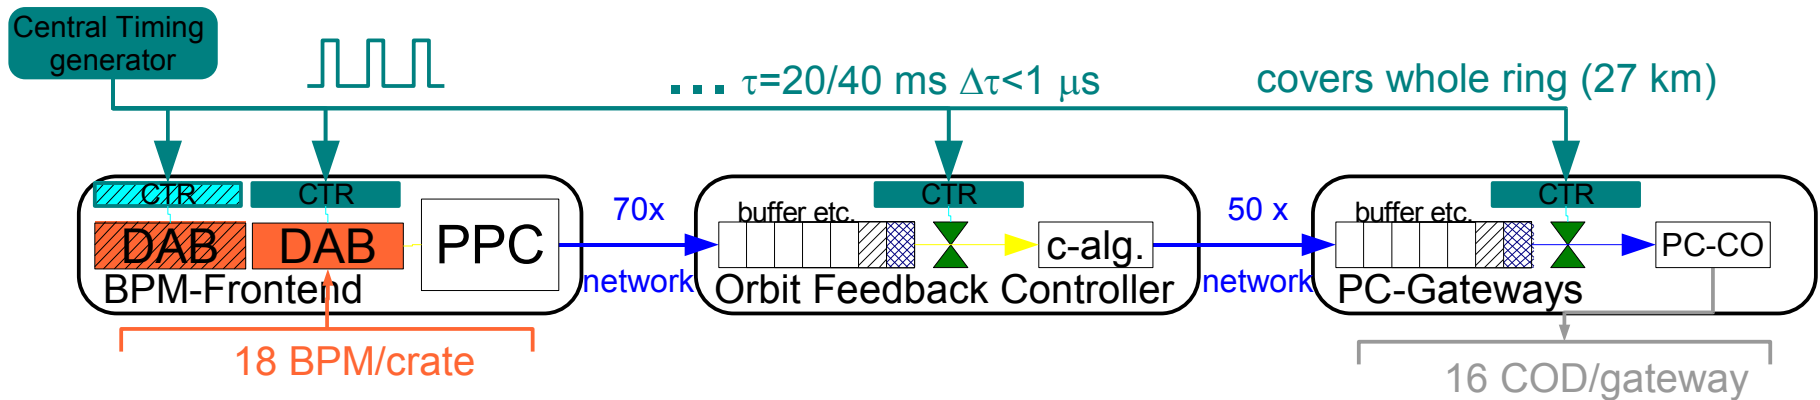 Central Timing
generator
... τ=20/40 ms Δτ<1 μs
covers whole ring (27 km)
CTR
CTR
CTR
CTR
DAB
DAB
PPC
BPM-Frontend
18 BPM/crate
70x
network
buffer etc.
c-alg.
Orbit Feedback Controller
50 x
network
buffer etc.
PC-CO
PC-Gateways
16 COD/gateway